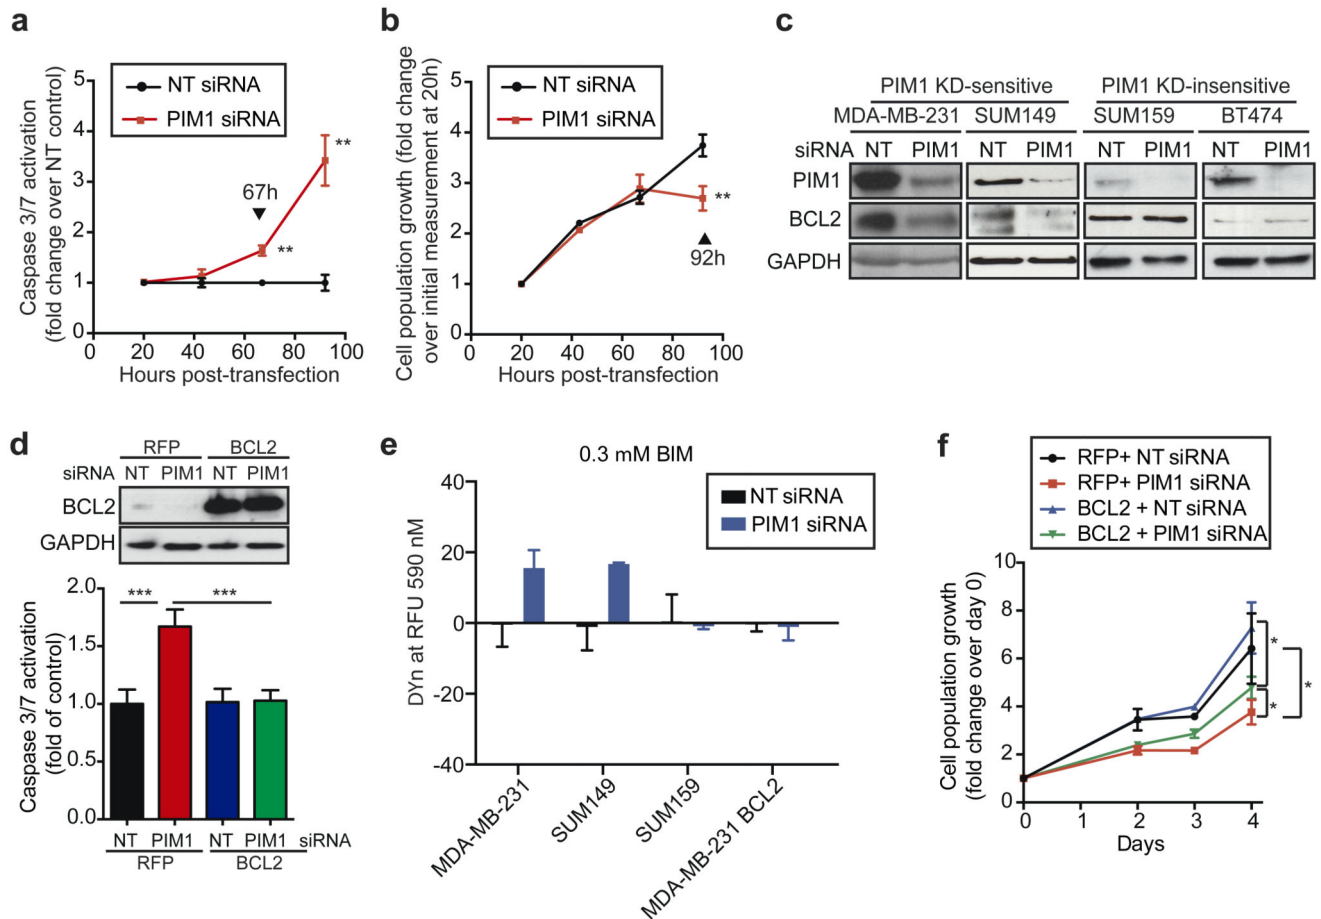 a
Caspase 3/7 activation
(fold change over NT control)
NT siRNA
PIM1 siRNA
5
4
3
2
1
0
67h
**
**
0 20 40 60 80 100
Hours post-transfection
b
Cell population growth (fold change
over initial measurement at 20h)
NT siRNA
PIM1 siRNA
5
4
3
2
1
0
**
92h
0 20 40 60 80 100
Hours post-transfection
c
PIM1 KD-sensitive PIM1 KD-insensitive
MDA-MB-231 SUM149 SUM159 BT474
siRNA NT PIM1 NT PIM1 NT PIM1 NT PIM1
PIM1
BCL2
GAPDH
d
RFP BCL2
siRNA NT PIM1 NT PIM1
BCL2
GAPDH
Caspase 3/7 activation
(fold of control)
2.0
1.5
1.0
0.5
0.0
*** ***
NT PIM1 NT PIM1 siRNA
RFP BCL2
e
0.3 mM BIM
NT siRNA
PIM1 siRNA
DYn at RFU 590 nM
40
20
0
-20
-40
MDA-MB-231
SUM149
SUM159
MDA-MB-231 BCL2
f
RFP+ NT siRNA
RFP+ PIM1 siRNA
BCL2 + NT siRNA
BCL2 + PIM1 siRNA
Cell population growth
(fold change over day 0)
10
8
6
4
2
0
*
*
*
0 1 2 3 4
Days